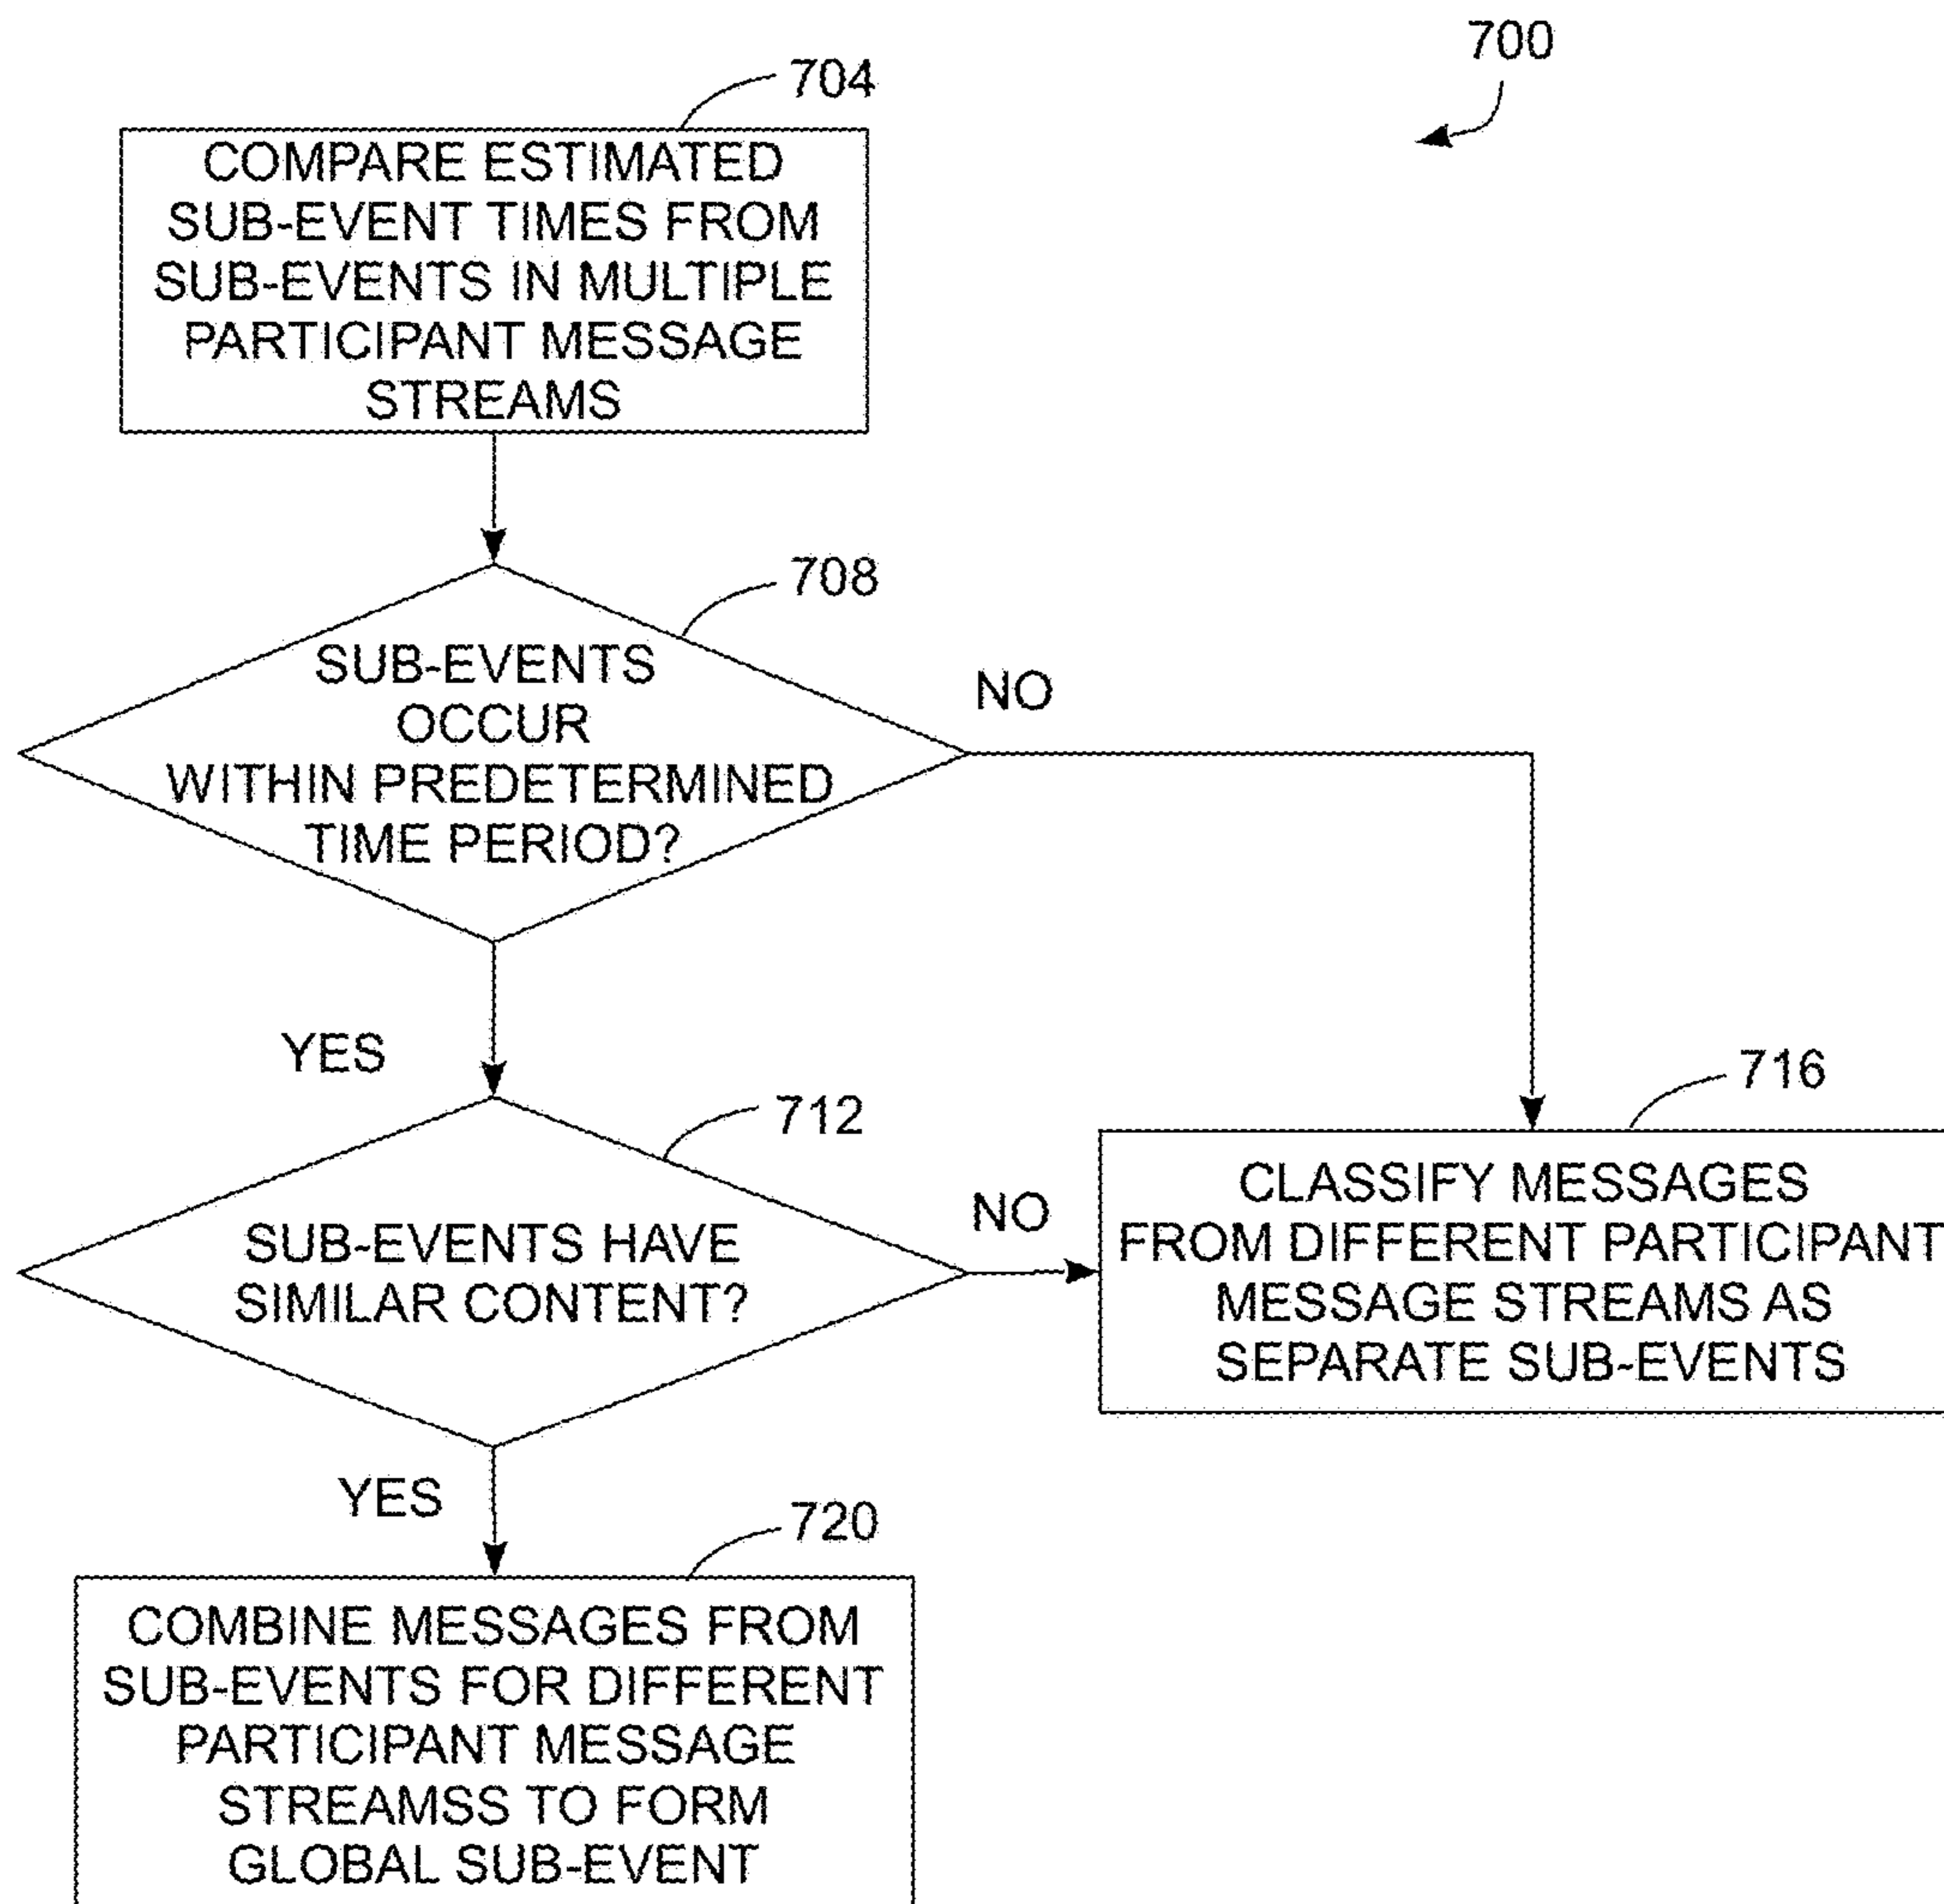 700
704
COMPARE ESTIMATED
SUB-EVENT TIMES FROM
SUB-EVENTS IN MULTIPLE
PARTICIPANT MESSAGE
STREAMS
708
SUB-EVENTS
OCCUR
WITHIN PREDETERMINED
TIME PERIOD?
NO
YES
712
SUB-EVENTS HAVE
SIMILAR CONTENT?
NO
716
CLASSIFY MESSAGES
FROM DIFFERENT PARTICIPANT
MESSAGE STREAMS AS
SEPARATE SUB-EVENTS
YES
720
COMBINE MESSAGES FROM
SUB-EVENTS FOR DIFFERENT
PARTICIPANT MESSAGE
STREAMSS TO FORM
GLOBAL SUB-EVENT